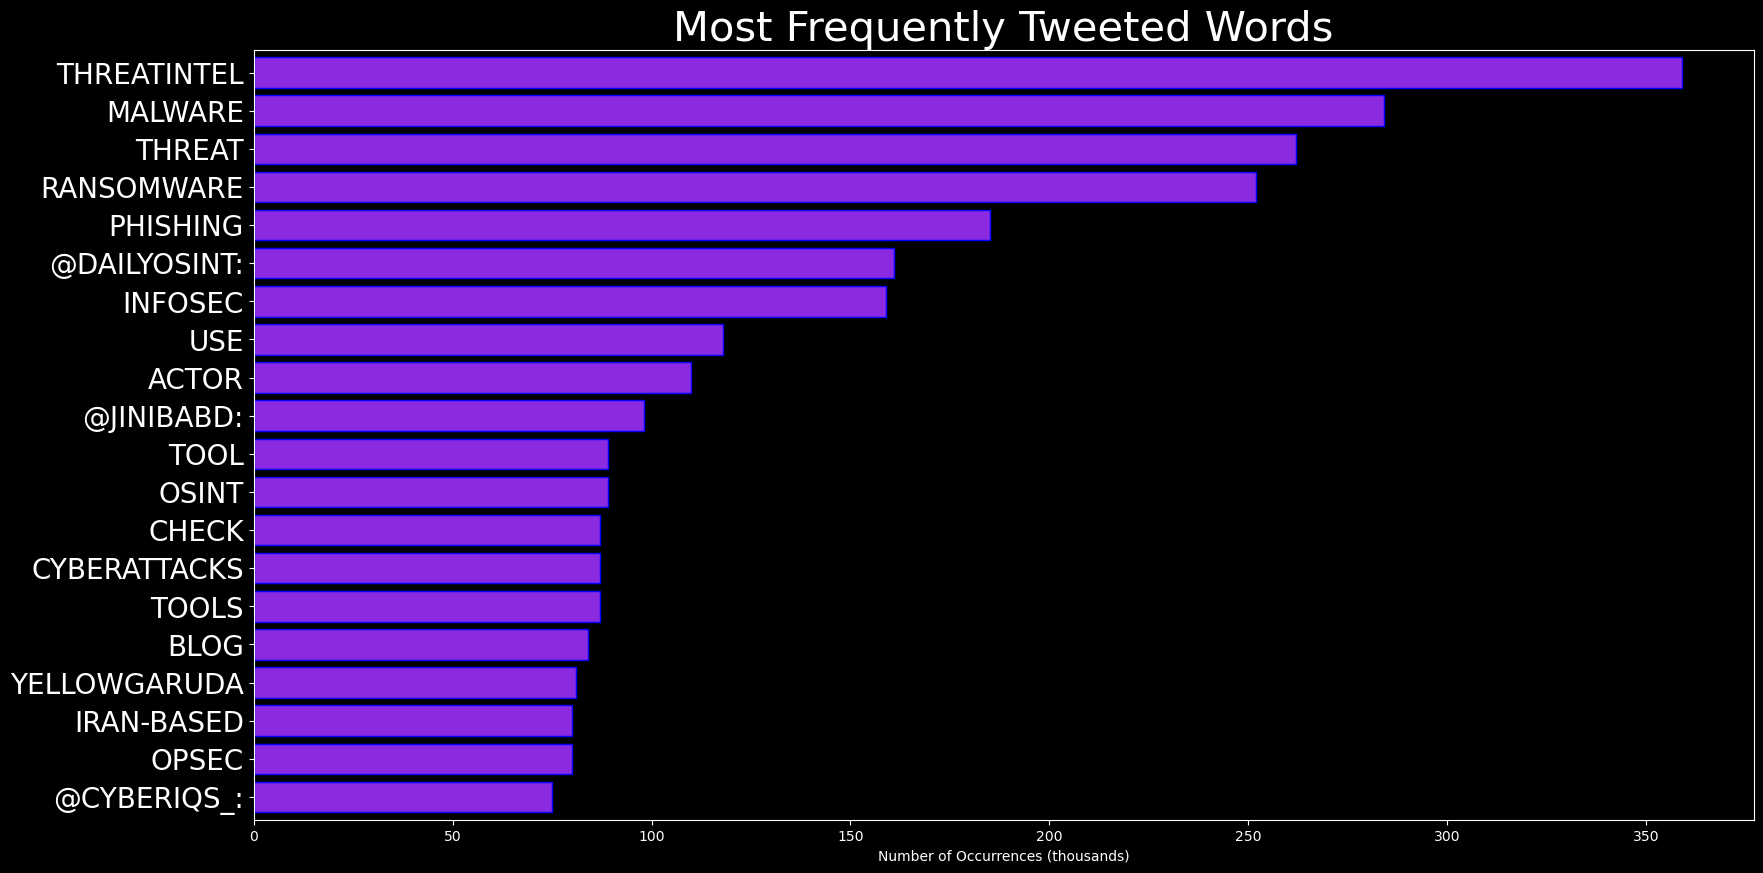 Most Frequently Tweeted Words
THREATINTEL
MALWARE
THREAT
RANSOMWARE
PHISHING
@DAILYOSINT:
INFOSEC
USE
ACTOR
@JINIBABD:
TOOL
OSINT
CHECK
CYBERATTACKS
TOOLS
BLOG
YELLOWGARUDA
IRAN-BASED
OPSEC
@CYBERIQS_:
0 50 100 150 200 250 300 350
Number of Occurrences (thousands)